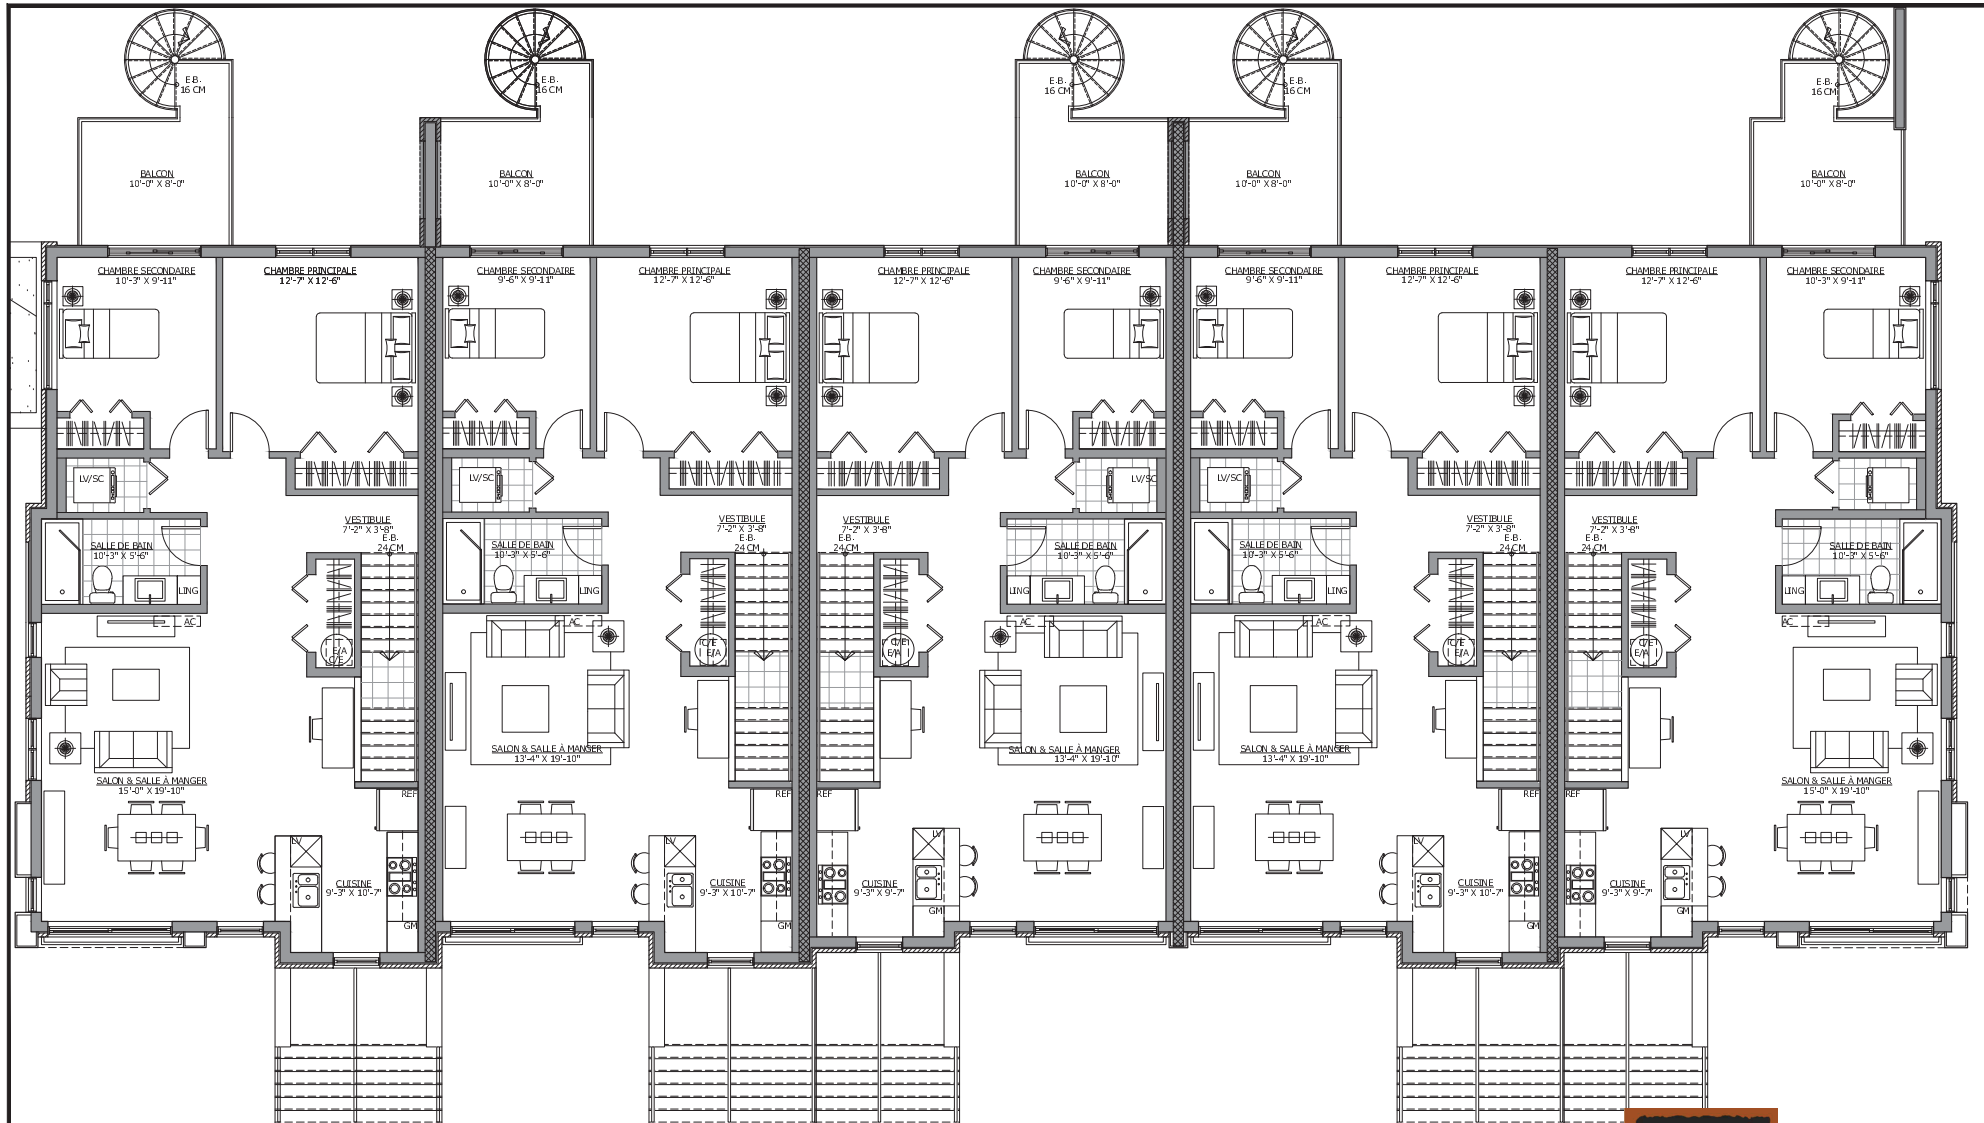 E.B.
16 CM
E.B.
16 CM
E.B.
16 CM
E.B.
16 CM
E.B.
16 CM
BALCON
10'-0" X 8'-0"
BALCON
10'-0" X 8'-0"
BALCON
10'-0" X 8'-0"
BALCON
10'-0" X 8'-0"
BALCON
10'-0" X 8'-0"
CHAMBRE SECONDAIRE
10'-3" X 9'-11"
CHAMBRE PRINCIPALE
12'-7" X 12'-6"
CHAMBRE SECONDAIRE
9'-6" X 9'-11"
CHAMBRE PRINCIPALE
12'-7" X 12'-6"
CHAMBRE PRINCIPALE
12'-7" X 12'-6"
CHAMBRE SECONDAIRE
9'-6" X 9'-11"
CHAMBRE SECONDAIRE
9'-6" X 9'-11"
CHAMBRE PRINCIPALE
12'-7" X 12'-6"
CHAMBRE PRINCIPALE
12'-7" X 12'-6"
CHAMBRE SECONDAIRE
10'-3" X 9'-11"
LV/SC
LV/SC
LV/SC
LV/SC
VESTIBULE
7'-2" X 3'-8"
E.B.
24 CM
VESTIBULE
7'-2" X 3'-8"
E.B.
24 CM
VESTIBULE
7'-2" X 3'-8"
E.B.
24 CM
VESTIBULE
7'-2" X 3'-8"
E.B.
24 CM
VESTIBULE
7'-2" X 3'-8"
E.B.
24 CM
SALLE DE BAIN
10'-3" X 5'-6"
SALLE DE BAIN
10'-3" X 5'-6"
SALLE DE BAIN
10'-3" X 5'-6"
SALLE DE BAIN
10'-3" X 5'-6"
SALLE DE BAIN
10'-3" X 5'-6"
LING
LING
LING
LING
LING
AC
AC
AC
AC
AC
E/A
C/E
C/E
E/A
C/E
E/A
C/E
E/A
C/E
E/A
SALON & SALLE À MANGER
15'-0" X 19'-10"
SALON & SALLE À MANGER
13'-4" X 19'-10"
SALON & SALLE À MANGER
13'-4" X 19'-10"
SALON & SALLE À MANGER
13'-4" X 19'-10"
SALON & SALLE À MANGER
15'-0" X 19'-10"
REF
REF
REF
REF
REF
LV
LV
LV
LV
LV
CUISINE
9'-3" X 10'-7"
CUISINE
9'-3" X 10'-7"
CUISINE
9'-3" X 9'-7"
CUISINE
9'-3" X 10'-7"
CUISINE
9'-3" X 9'-7"
GM
GM
GM
GM
GM